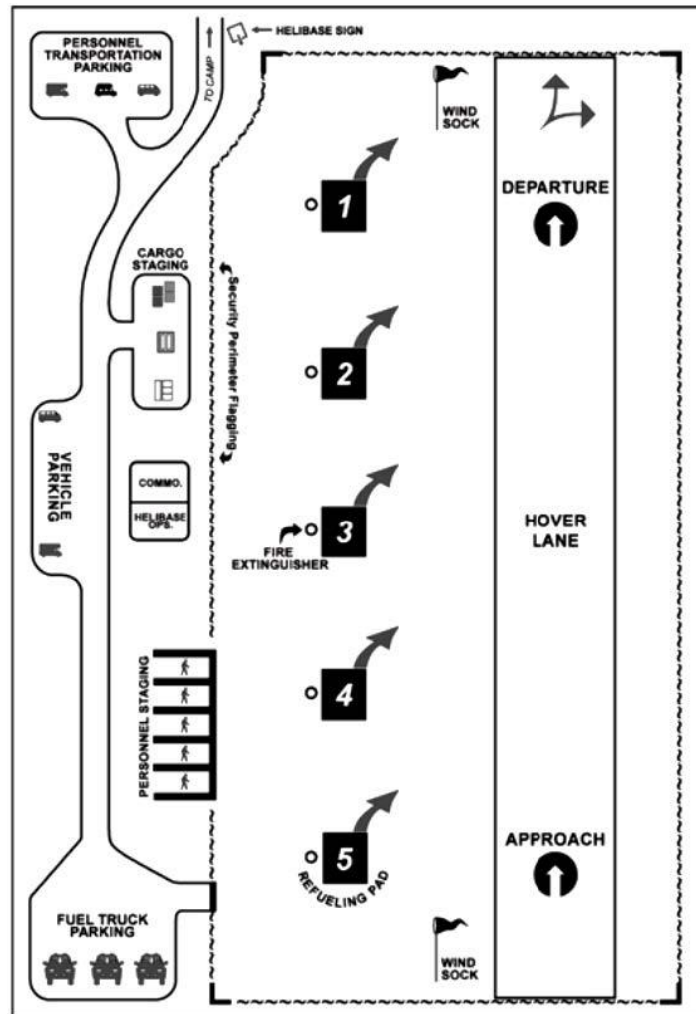 PERSONNEL
TRANSPORTATION
PARKING
TO CAMP
HELIBASE SIGN
WIND
SOCK
1
DEPARTURE
CARGO
STAGING
Security Perimeter Flagging
2
VEHICLE
PARKING
COMMO.
HELIBASE
OPS.
3
FIRE
EXTINGUISHER
HOVER
LANE
PERSONNEL STAGING
4
5
REFUELING PAD
APPROACH
FUEL TRUCK
PARKING
WIND
SOCK